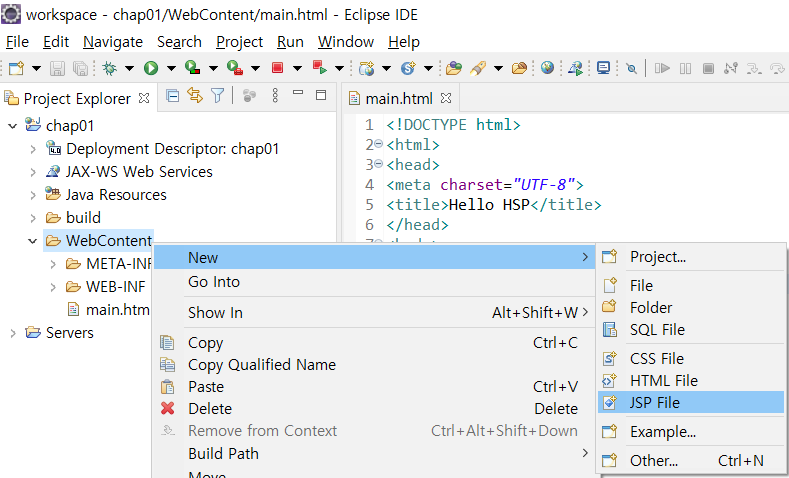 workspace - chap01/WebContent/main.html - Eclipse IDE
File Edit Navigate Search Project Run Window Help
Project Explorer
main.html
chap01
Deployment Descriptor: chap01
JAX-WS Web Services
Java Resources
build
WebContent
META-INF
WEB-INF
main.htm
Servers
1 <!DOCTYPE html>
2 <html>
3 <head>
4 <meta charset="UTF-8">
5 <title>Hello HSP</title>
6 </head>
New
Go Into
Show In Alt+Shift+W
Copy Ctrl+C
Copy Qualified Name
Paste Ctrl+V
Delete Delete
Remove from Context Ctrl+Alt+Shift+Down
Build Path
Move
Project...
File
Folder
SQL File
CSS File
HTML File
JSP File
Example...
Other... Ctrl+N